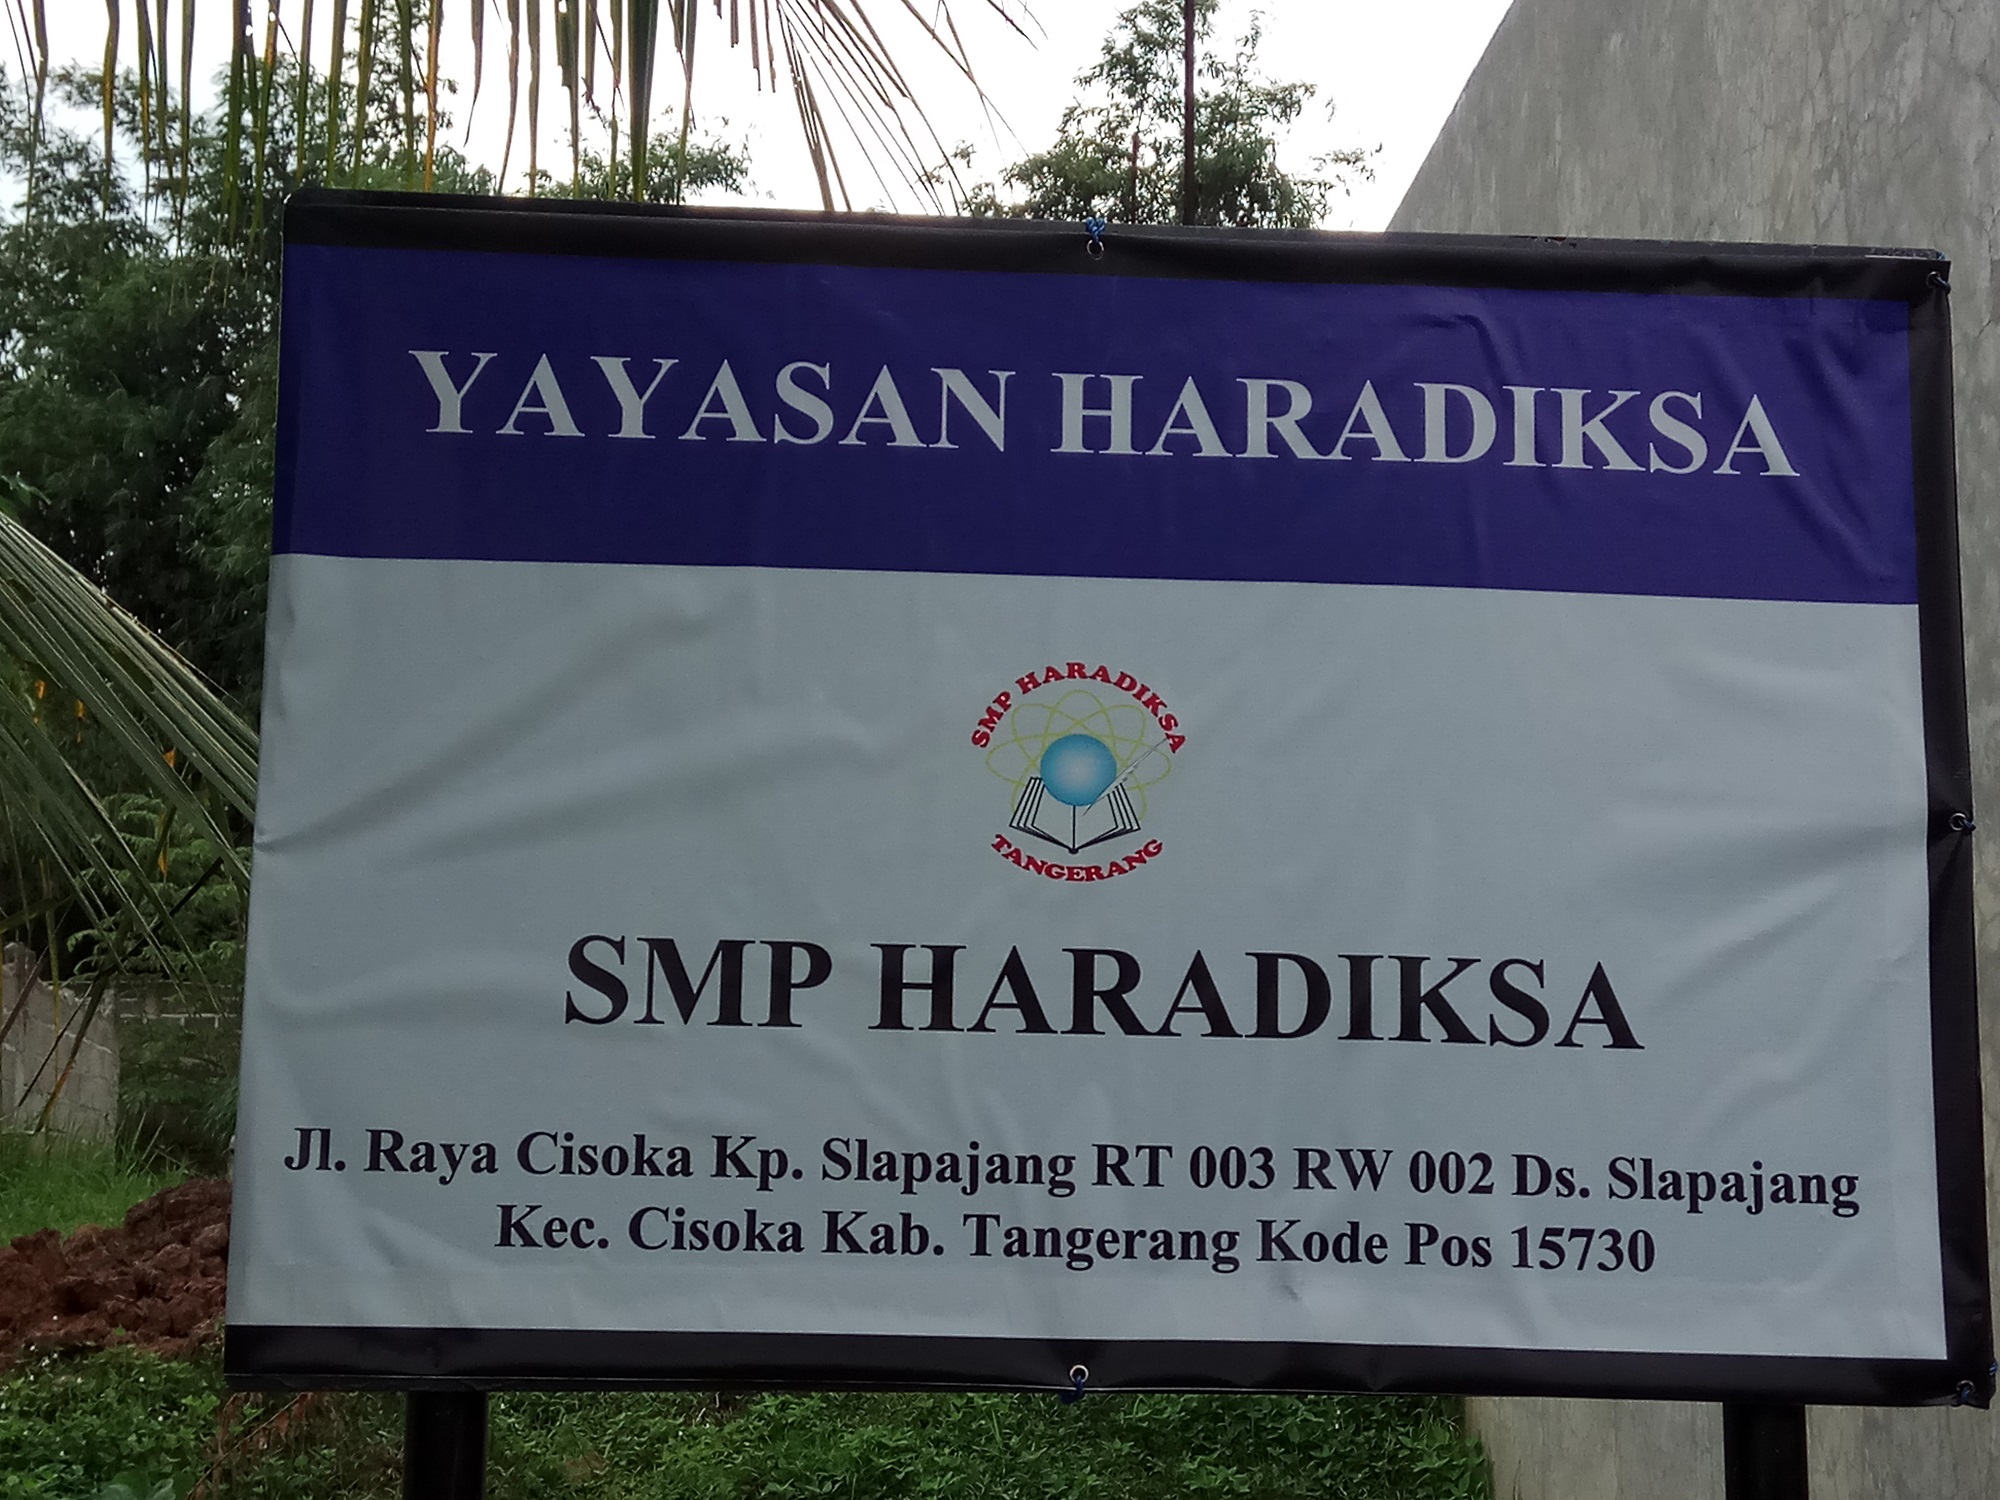 YAYASAN HARADIKSA
SMP HARADIKSA
TANGERANG
SMP HARADIKSA
Jl. Raya Cisoka Kp. Slapajang RT 003 RW 002 Ds. Slapajang
Kec. Cisoka Kab. Tangerang Kode Pos 15730